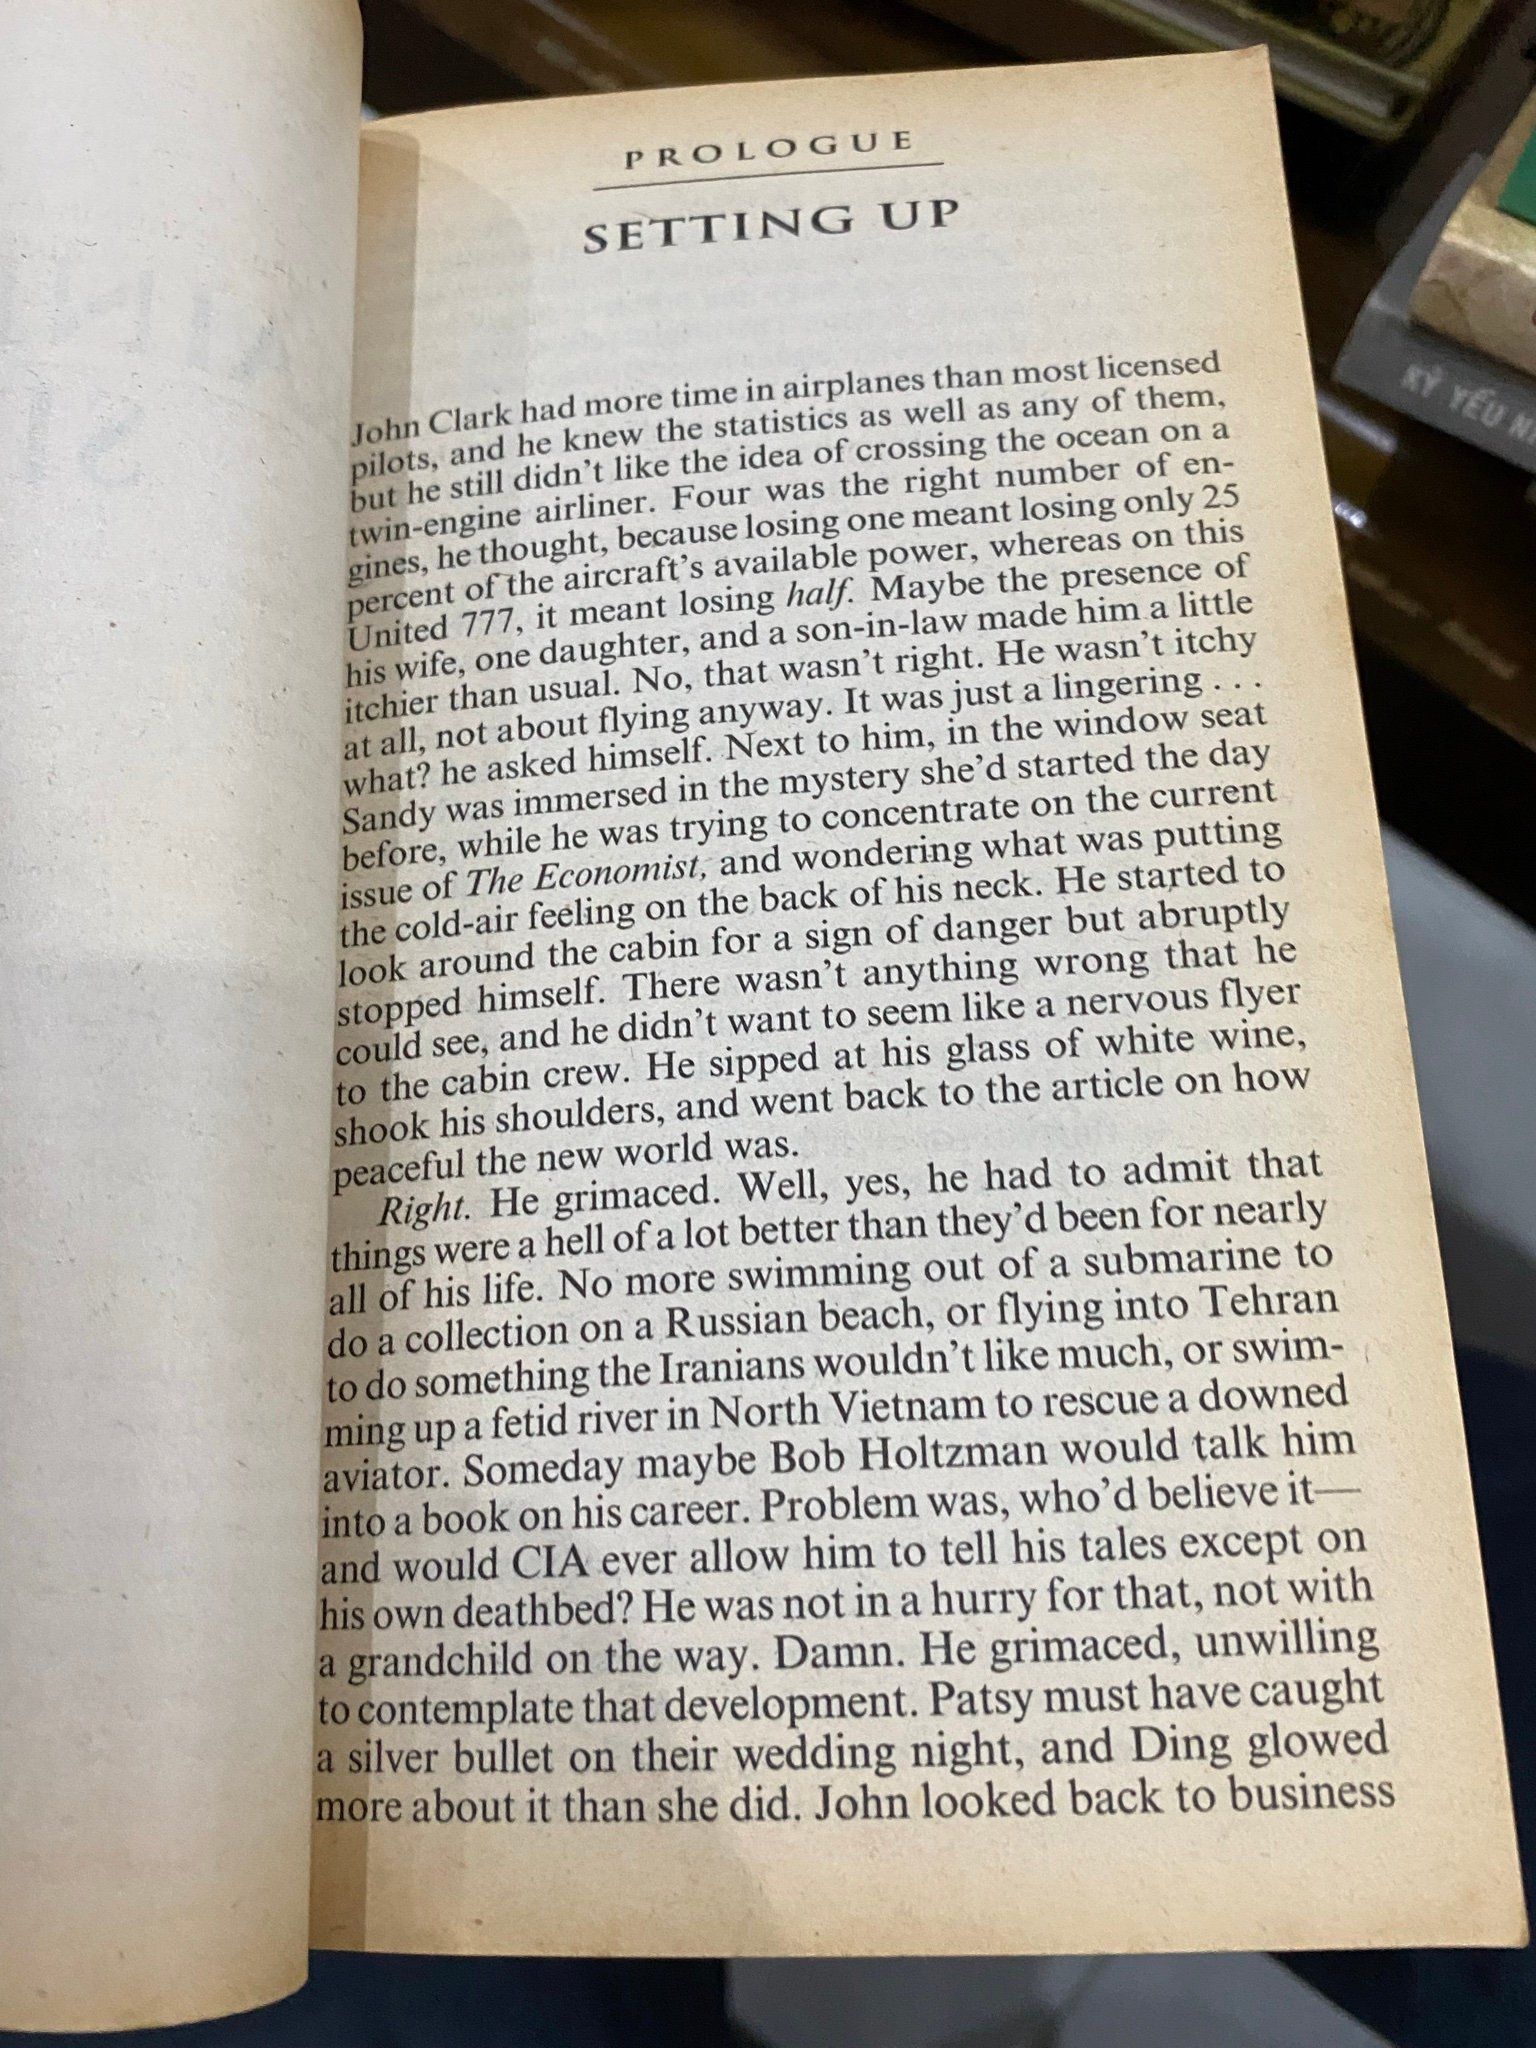 PROLOGUE
SETTING UP
John Clark had more time in airplanes than most licensed
pilots, and he knew the statistics as well as any of them,
but he still didn't like the idea of crossing the ocean on a
twin-engine airliner. Four was the right number of en-
gines, he thought, because losing one meant losing only 25
percent of the aircraft's available power, whereas on this
United 777, it meant losing half. Maybe the presence of
his wife, one daughter, and a son-in-law made him a little
itchier than usual. No, that wasn't right. He wasn't itchy
at all, not about flying anyway. It was just a lingering . . .
what? he asked himself. Next to him, in the window seat
Sandy was immersed in the mystery she'd started the day
before, while he was trying to concentrate on the current
issue of The Economist, and wondering what was putting
the cold-air feeling on the back of his neck. He started to
look around the cabin for a sign of danger but abruptly
stopped himself. There wasn't anything wrong that he
could see, and he didn't want to seem like a nervous flyer
to the cabin crew. He sipped at his glass of white wine,
shook his shoulders, and went back to the article on how
peaceful the new world was.
Right. He grimaced. Well, yes, he had to admit that
things were a hell of a lot better than they'd been for nearly
all of his life. No more swimming out of a submarine to
do a collection on a Russian beach, or flying into Tehran
to do something the Iranians wouldn't like much, or swim-
ming up a fetid river in North Vietnam to rescue a downed
aviator. Someday maybe Bob Holtzman would talk him
into a book on his career. Problem was, who'd believe it—
and would CIA ever allow him to tell his tales except on
his own deathbed? He was not in a hurry for that, not with
a grandchild on the way. Damn. He grimaced, unwilling
to contemplate that development. Patsy must have caught
a silver bullet on their wedding night, and Ding glowed
more about it than she did. John looked back to business
KỶ YẾU